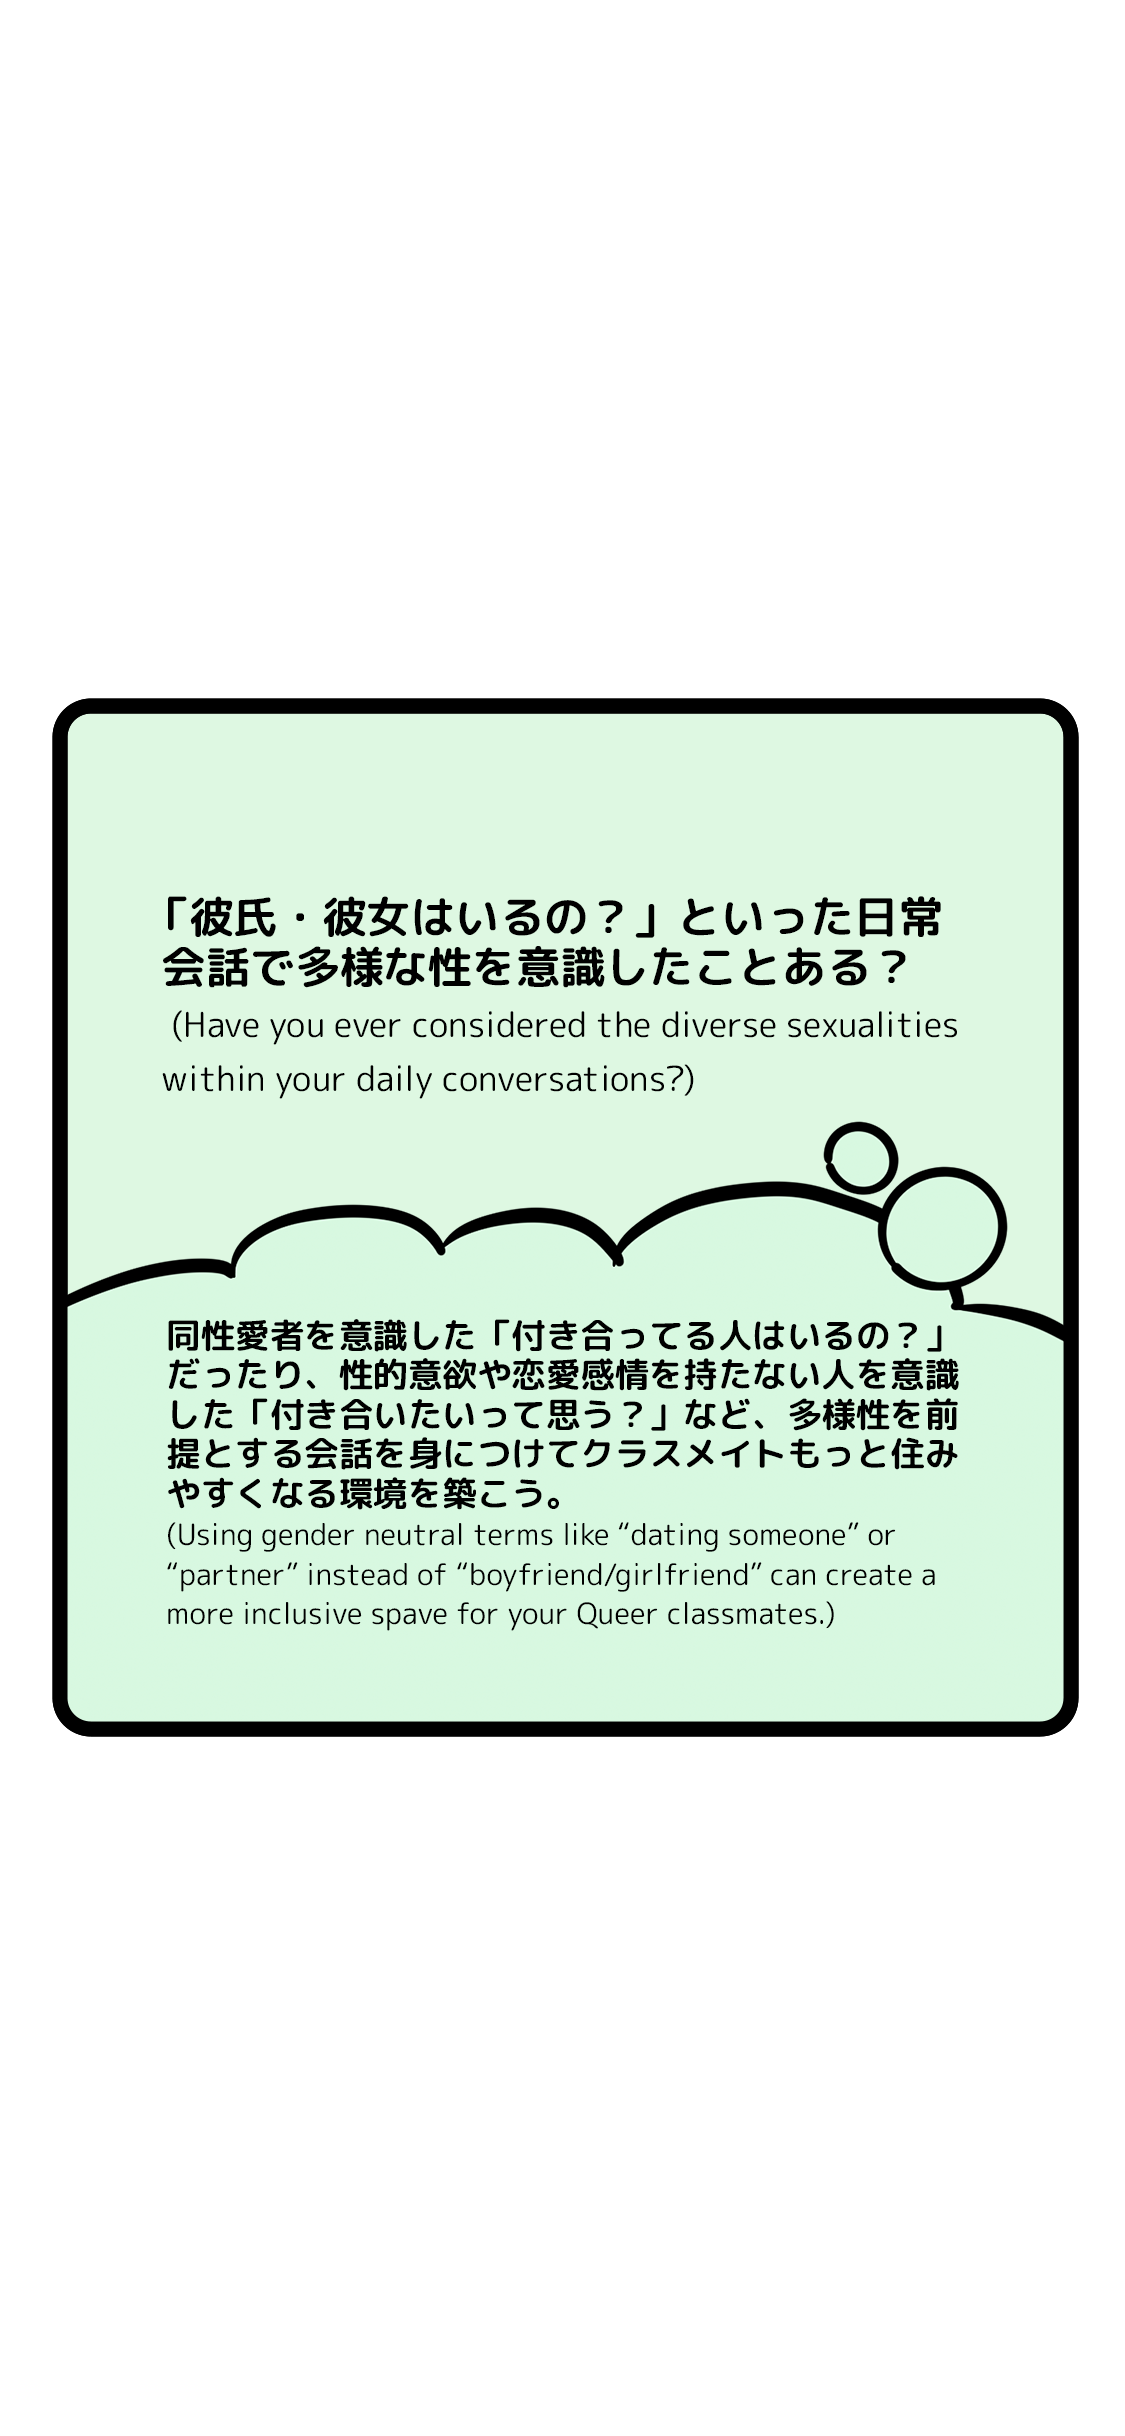 「彼氏・彼女はいるの？」といった日常
会話で多様な性を意識したことある？
(Have you ever considered the diverse sexualities
within your daily conversations?)
同性愛者を意識した「付き合ってる人はいるの？」
だったり、性的意欲や恋愛感情を持たない人を意識
した「付き合いたいって思う？」など、多様性を前
提とする会話を身につけてクラスメイトもっと住み
やすくなる環境を築こう。
(Using gender neutral terms like “dating someone” or
“partner” instead of “boyfriend/girlfriend” can create a
more inclusive spave for your Queer classmates.)